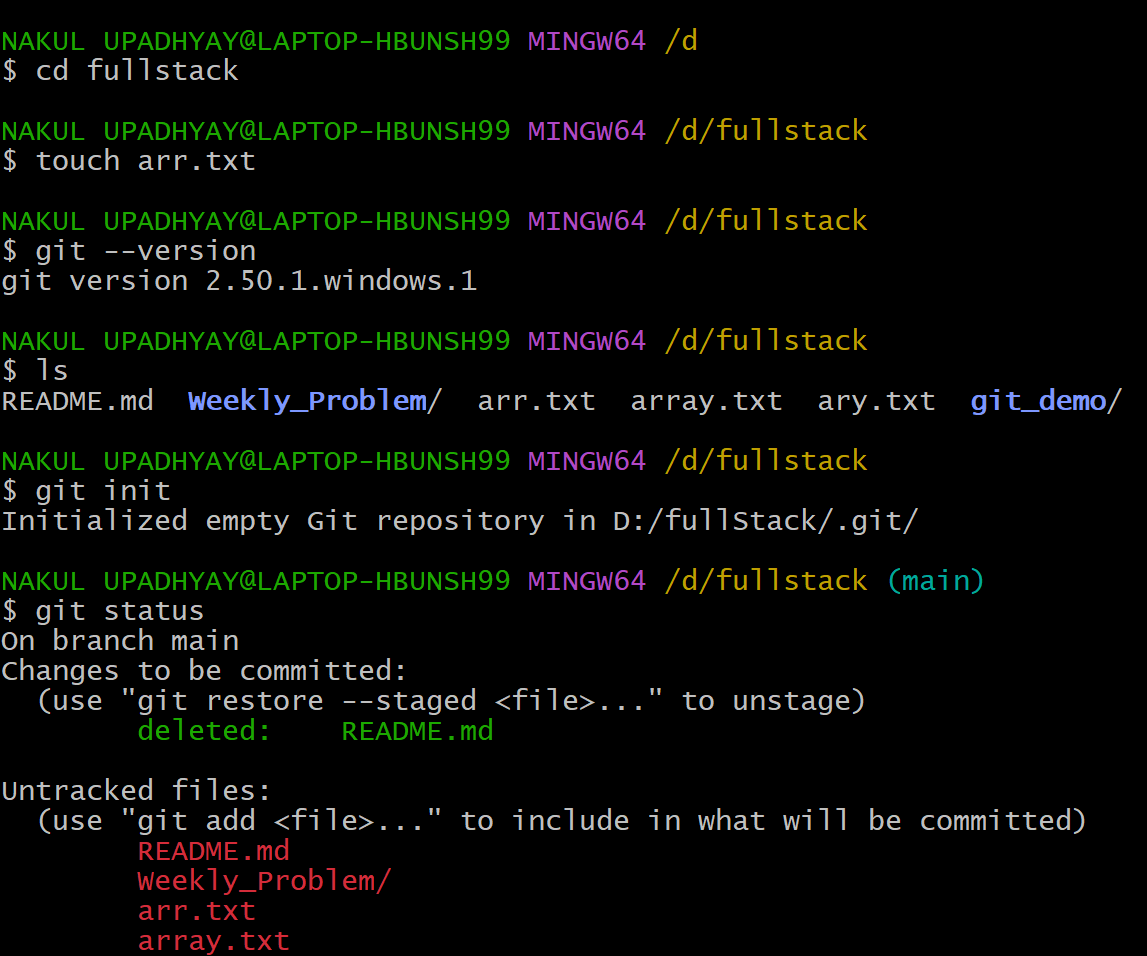 NAKUL UPADHYAY@LAPTOP-HBUNSH99 MINGW64 /d
$ cd fullstack
NAKUL UPADHYAY@LAPTOP-HBUNSH99 MINGW64 /d/fullstack
$ touch arr.txt
NAKUL UPADHYAY@LAPTOP-HBUNSH99 MINGW64 /d/fullstack
$ git --version
git version 2.50.1.windows.1
NAKUL UPADHYAY@LAPTOP-HBUNSH99 MINGW64 /d/fullstack
$ ls
README.md  Weekly_Problem/  arr.txt  array.txt  ary.txt  git_demo/
NAKUL UPADHYAY@LAPTOP-HBUNSH99 MINGW64 /d/fullstack
$ git init
Initialized empty Git repository in D:/fullStack/.git/
NAKUL UPADHYAY@LAPTOP-HBUNSH99 MINGW64 /d/fullstack (main)
$ git status
On branch main
Changes to be committed:
  (use "git restore --staged <file>..." to unstage)
        deleted:    README.md
Untracked files:
  (use "git add <file>..." to include in what will be committed)
        README.md
        Weekly_Problem/
        arr.txt
        array.txt